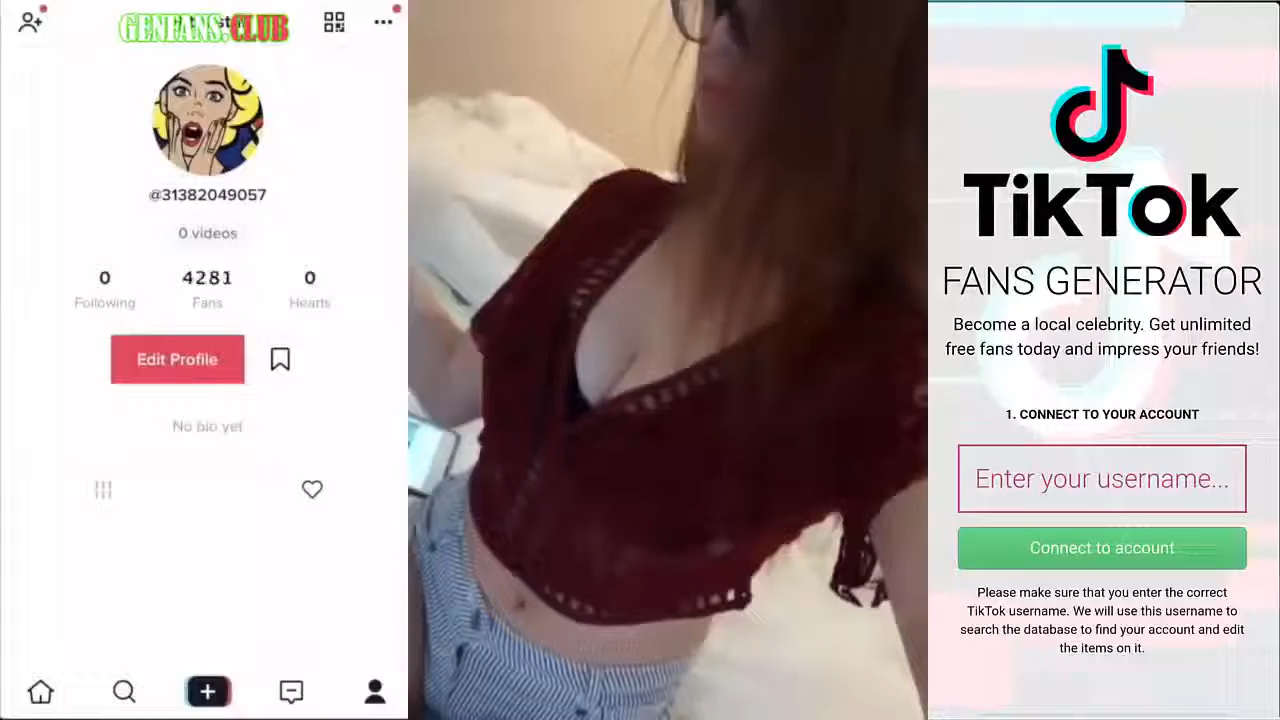 GENFANS.CLUB
@31382049057
0 videos
0 4281 0
Following Fans Hearts
Edit Profile
No bio yet
TikTok
FANS GENERATOR
Become a local celebrity. Get unlimited
free fans today and impress your friends!
1. CONNECT TO YOUR ACCOUNT
Enter your username...
Connect to account
Please make sure that you enter the correct
TikTok username. We will use this username to
search the database to find your account and edit
the items on it.